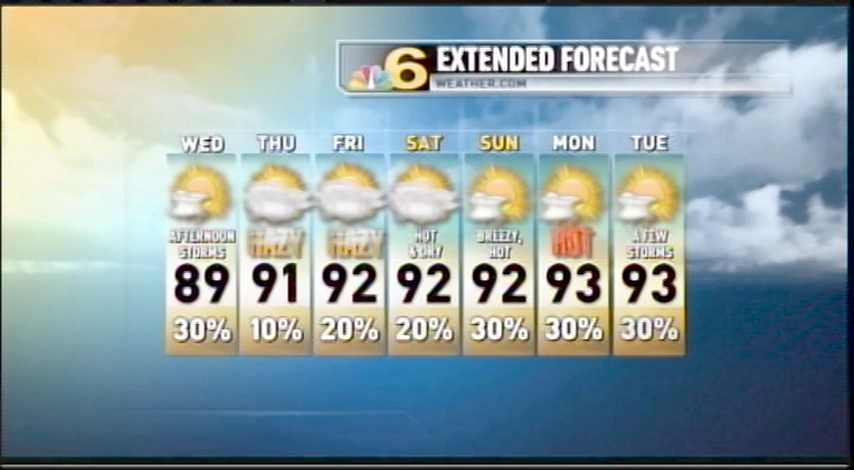 6 EXTENDED FORECAST
WEATHER.COM
WED THU FRI SAT SUN MON TUE
AFTERNOON STORMS HAZY HAZY HOT & DRY BREEZY, HOT HOT A FEW STORMS
89 91 92 92 92 93 93
30% 10% 20% 20% 30% 30% 30%